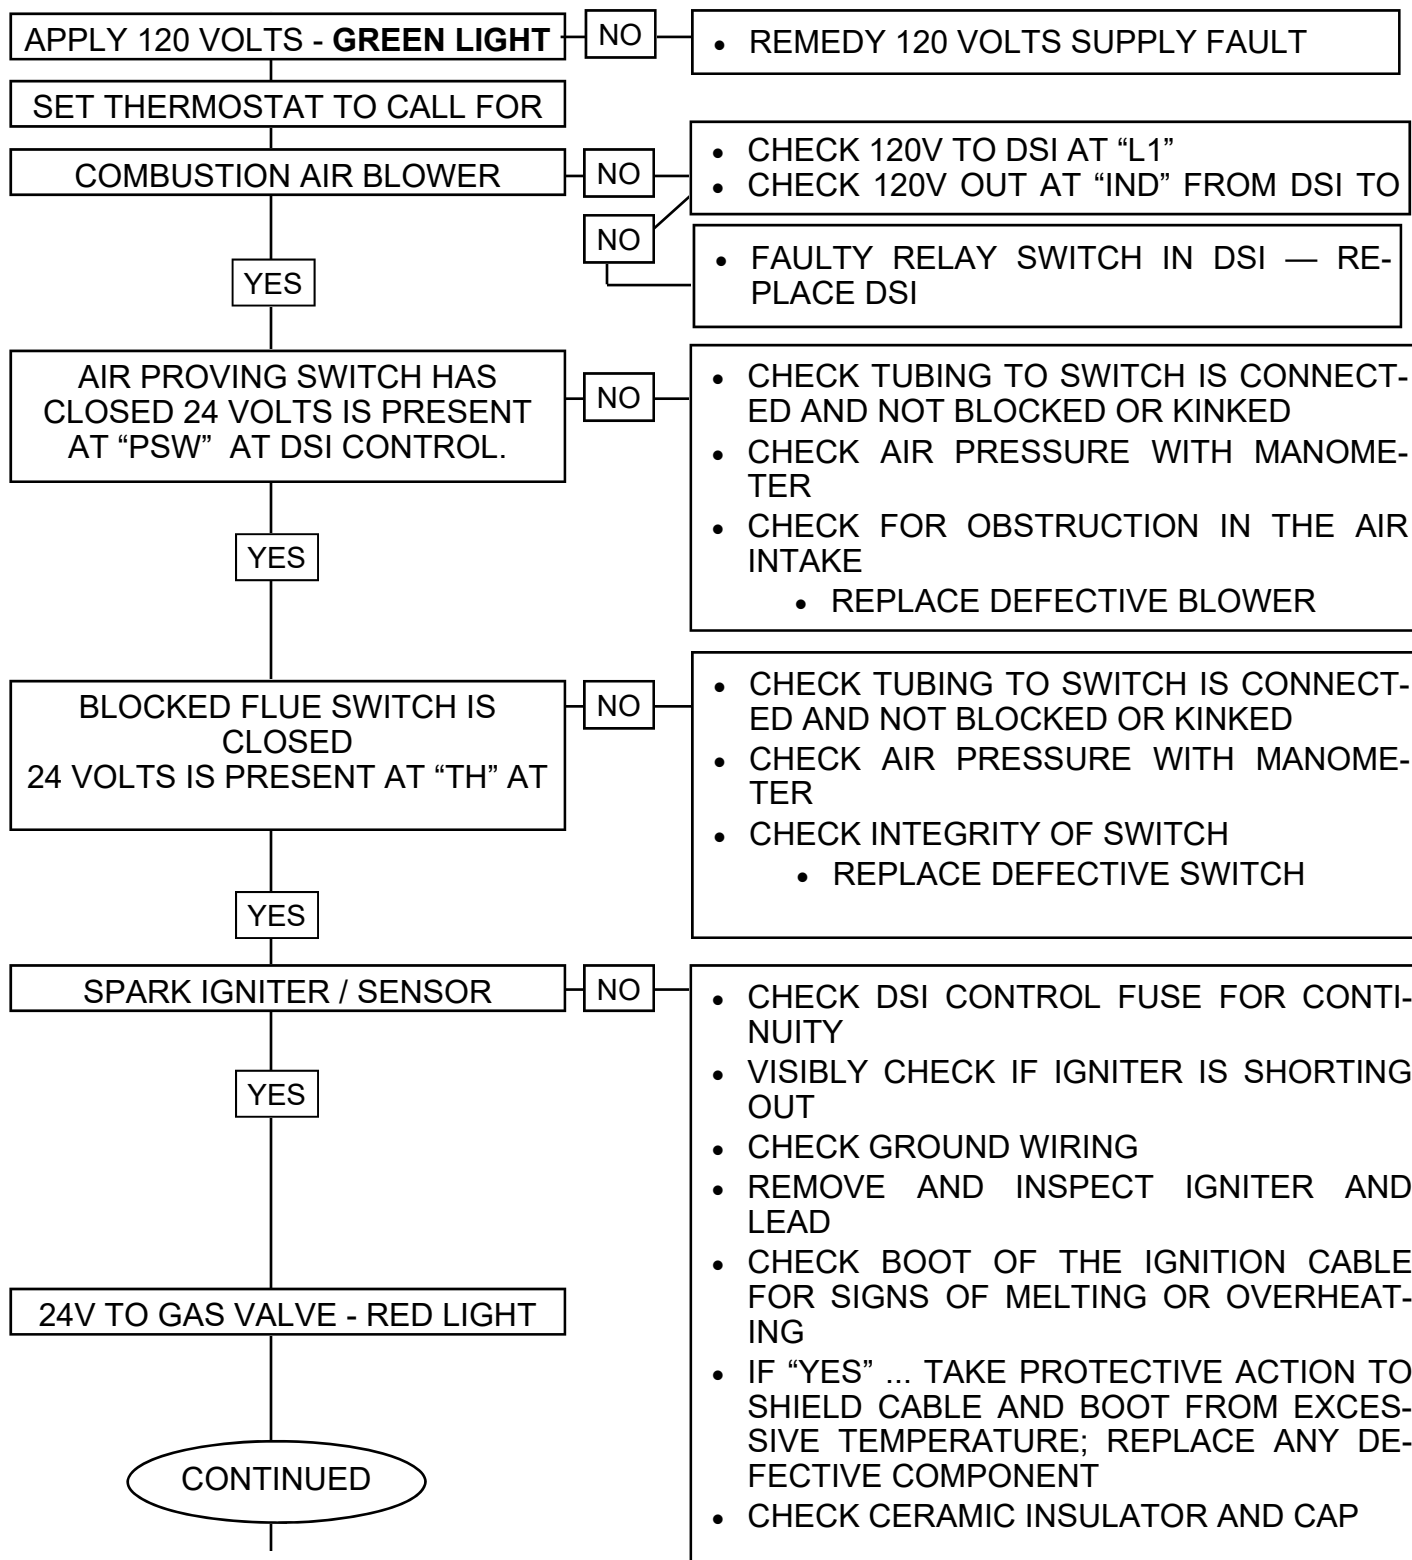 APPLY 120 VOLTS - GREEN LIGHT
NO
• REMEDY 120 VOLTS SUPPLY FAULT
SET THERMOSTAT TO CALL FOR
COMBUSTION AIR BLOWER
NO
• CHECK 120V TO DSI AT “L1”
• CHECK 120V OUT AT “IND” FROM DSI TO
NO
• FAULTY RELAY SWITCH IN DSI — RE-
PLACE DSI
YES
AIR PROVING SWITCH HAS
CLOSED 24 VOLTS IS PRESENT
AT “PSW” AT DSI CONTROL.
NO
• CHECK TUBING TO SWITCH IS CONNECT-
ED AND NOT BLOCKED OR KINKED
• CHECK AIR PRESSURE WITH MANOME-
TER
• CHECK FOR OBSTRUCTION IN THE AIR
INTAKE
• REPLACE DEFECTIVE BLOWER
YES
BLOCKED FLUE SWITCH IS
CLOSED
24 VOLTS IS PRESENT AT “TH” AT
NO
• CHECK TUBING TO SWITCH IS CONNECT-
ED AND NOT BLOCKED OR KINKED
• CHECK AIR PRESSURE WITH MANOME-
TER
• CHECK INTEGRITY OF SWITCH
• REPLACE DEFECTIVE SWITCH
YES
SPARK IGNITER / SENSOR
NO
• CHECK DSI CONTROL FUSE FOR CONTI-
NUITY
• VISIBLY CHECK IF IGNITER IS SHORTING
OUT
• CHECK GROUND WIRING
• REMOVE AND INSPECT IGNITER AND
LEAD
• CHECK BOOT OF THE IGNITION CABLE
FOR SIGNS OF MELTING OR OVERHEAT-
ING
• IF “YES” ... TAKE PROTECTIVE ACTION TO
SHIELD CABLE AND BOOT FROM EXCES-
SIVE TEMPERATURE; REPLACE ANY DE-
FECTIVE COMPONENT
• CHECK CERAMIC INSULATOR AND CAP
YES
24V TO GAS VALVE - RED LIGHT
CONTINUED